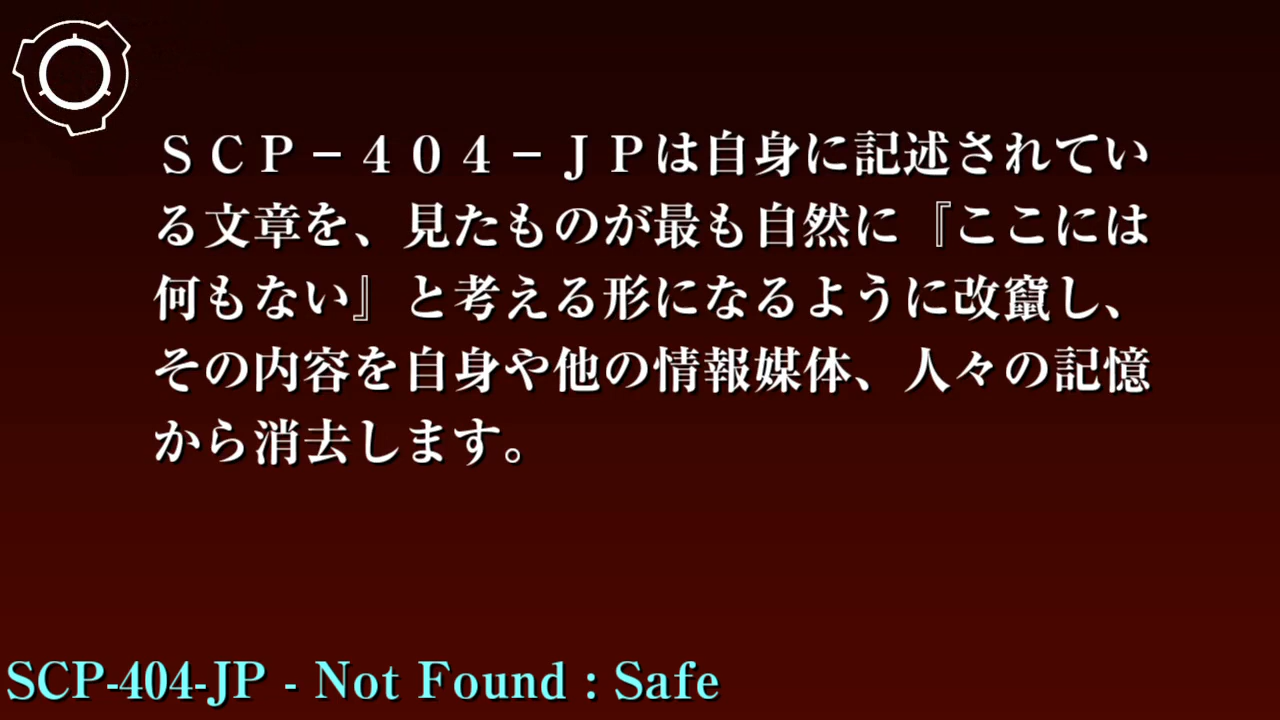 ＳＣＰ－４０４－ＪＰは自身に記述されてい
る文章を、見たものが最も自然に『ここには
何もない』と考える形になるように改竄し、
その内容を自身や他の情報媒体、人々の記憶
から消去します。
SCP-404-JP - Not Found : Safe